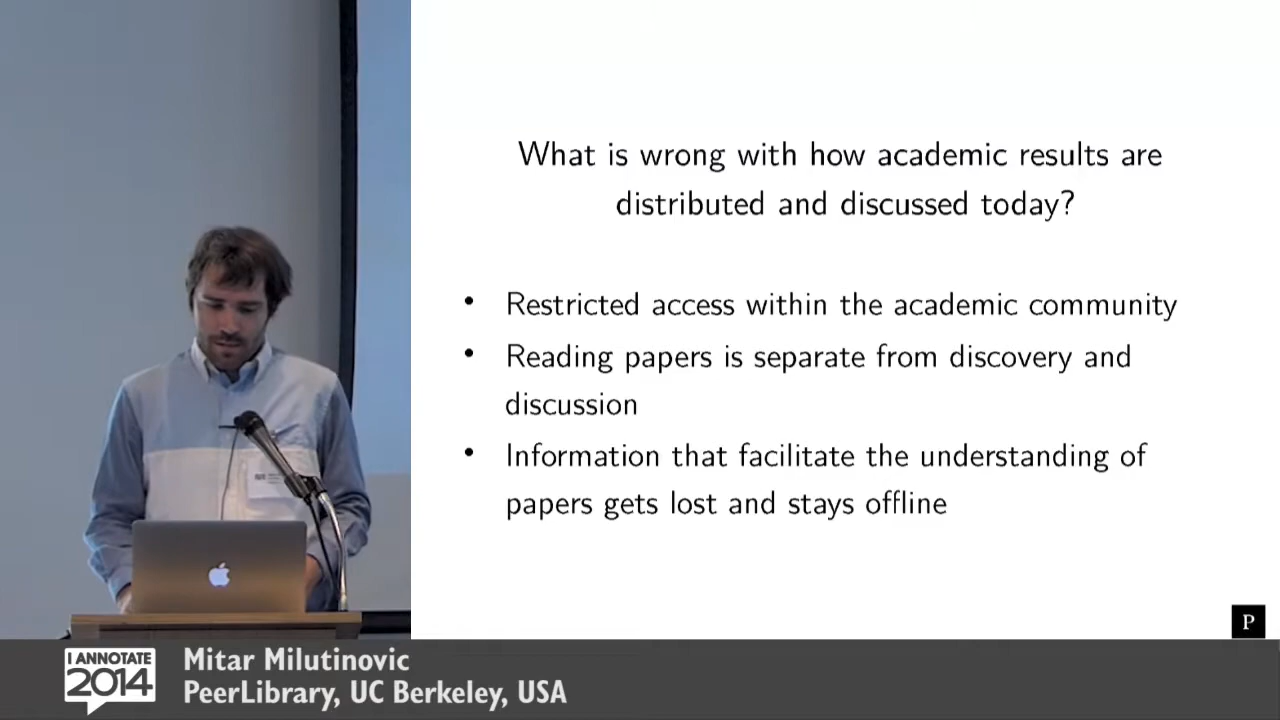 What is wrong with how academic results are
distributed and discussed today?
• Restricted access within the academic community
• Reading papers is separate from discovery and
discussion
• Information that facilitate the understanding of
papers gets lost and stays offline
P
I ANNOTATE
2014
Mitar Milutinovic
PeerLibrary, UC Berkeley, USA